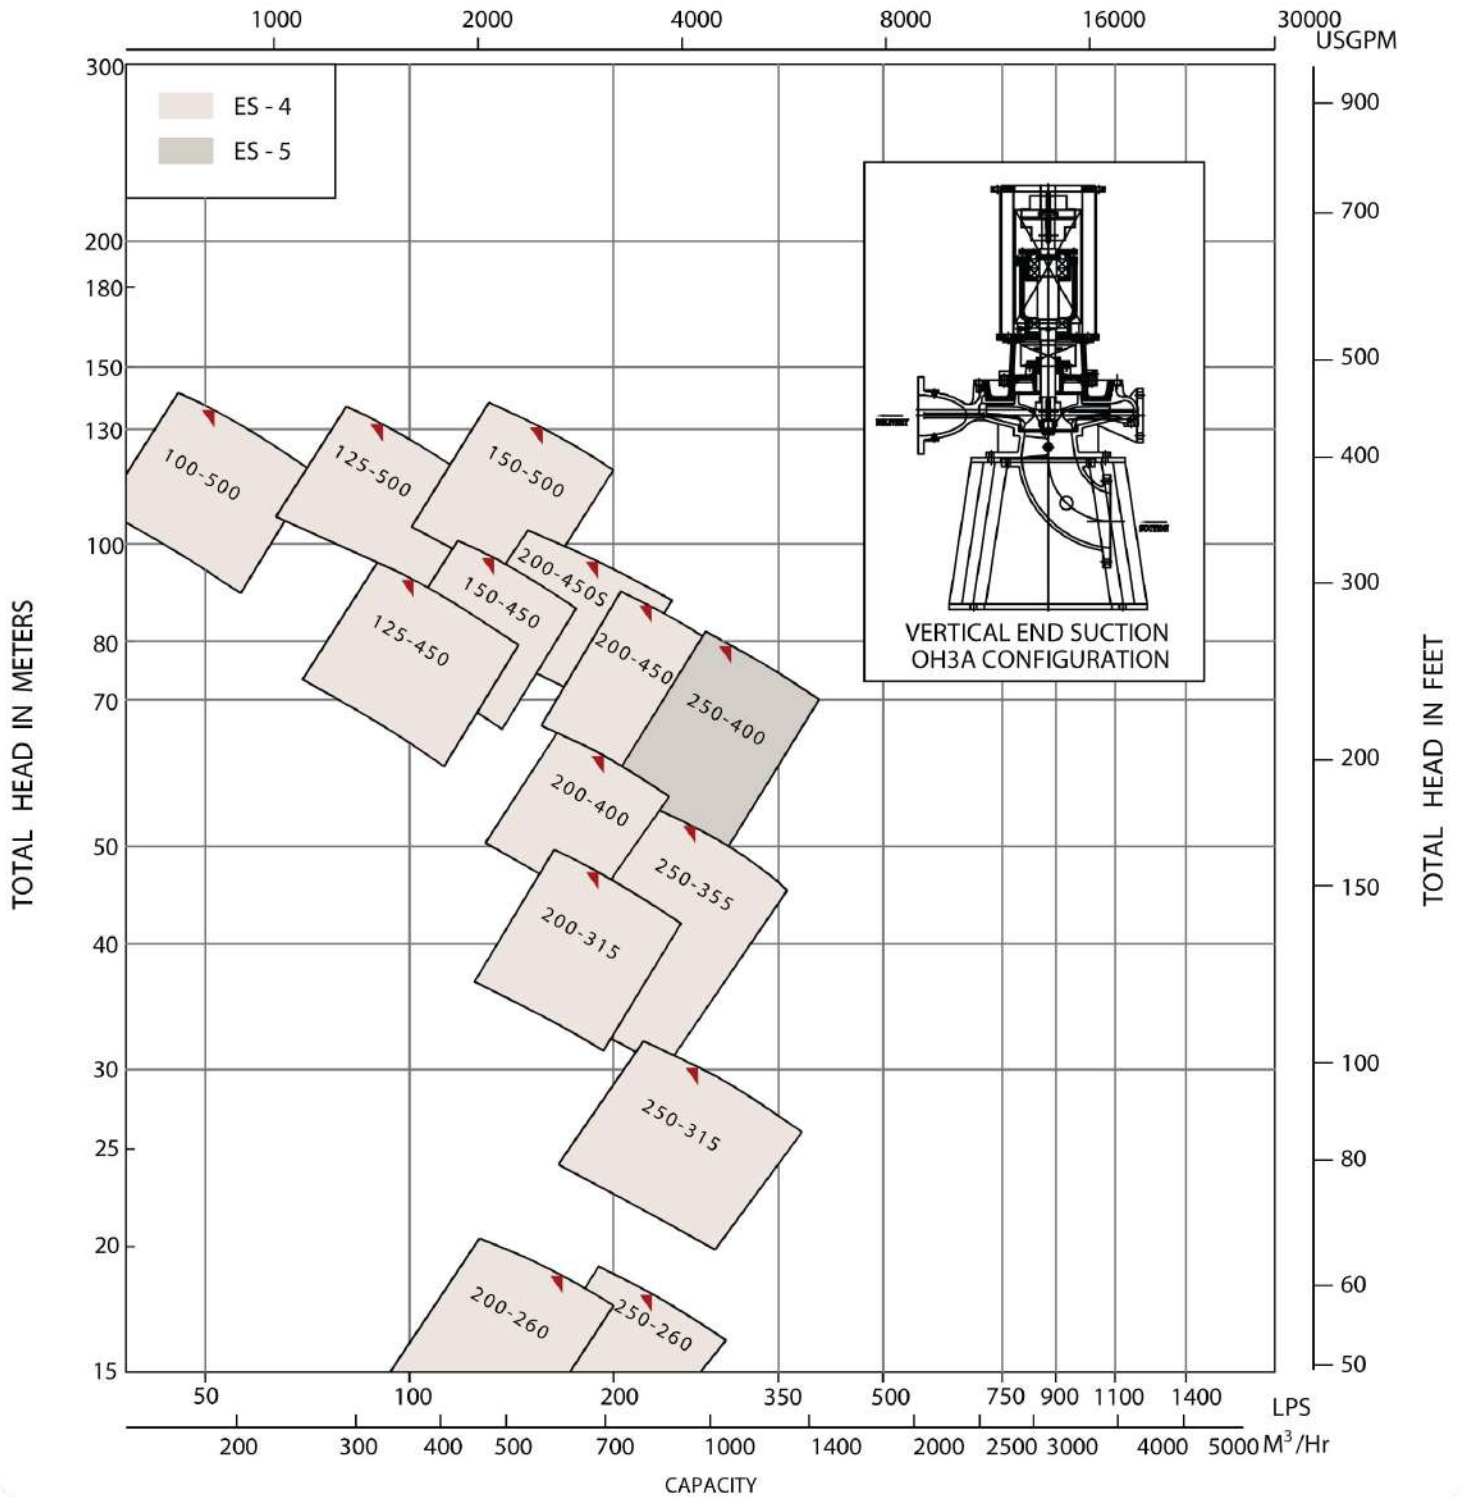 1000 2000 4000 8000 16000 30000
USGPM
ES - 4
ES - 5
300
200
180
150
130
100
80
70
50
40
30
25
20
15
TOTAL HEAD IN METERS
100-500
125-500
150-500
200-450S
150-450
125-450
200-450
250-400
200-400
250-355
200-315
250-315
200-260
250-260
DELIVERY
SUCTION
VERTICAL END SUCTION
OH3A CONFIGURATION
900
700
500
400
300
200
150
100
80
60
50
TOTAL HEAD IN FEET
50 100 200 350 500 750 900 1100 1400
LPS
200 300 400 500 700 1000 1400 2000 2500 3000 4000 5000 M³/Hr
CAPACITY